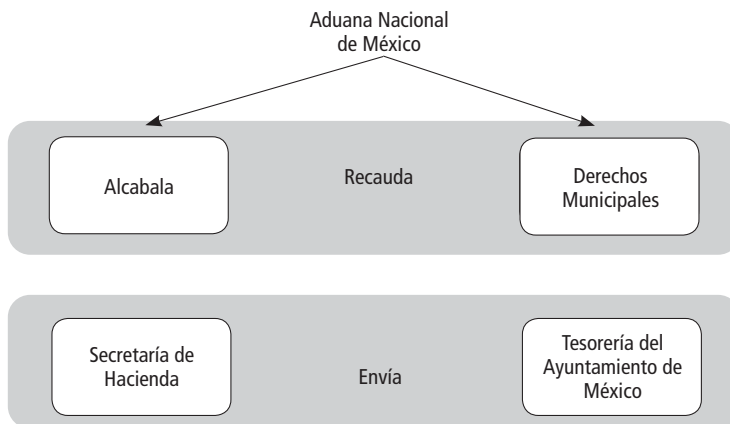 Aduana Nacional
de México
Alcabala
Recauda
Derechos
Municipales
Secretaría de
Hacienda
Envía
Tesorería del
Ayuntamiento de
México